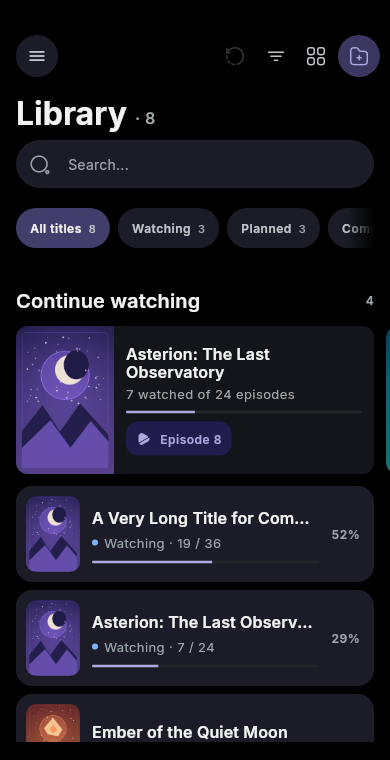 Library · 8
Search...
All titles 8 Watching 3 Planned 3 Com
Continue watching 4
Asterion: The Last
Observatory
7 watched of 24 episodes
Episode 8
A Very Long Title for Com...
Watching · 19 / 36
52%
Asterion: The Last Observ...
Watching · 7 / 24
29%
Ember of the Quiet Moon